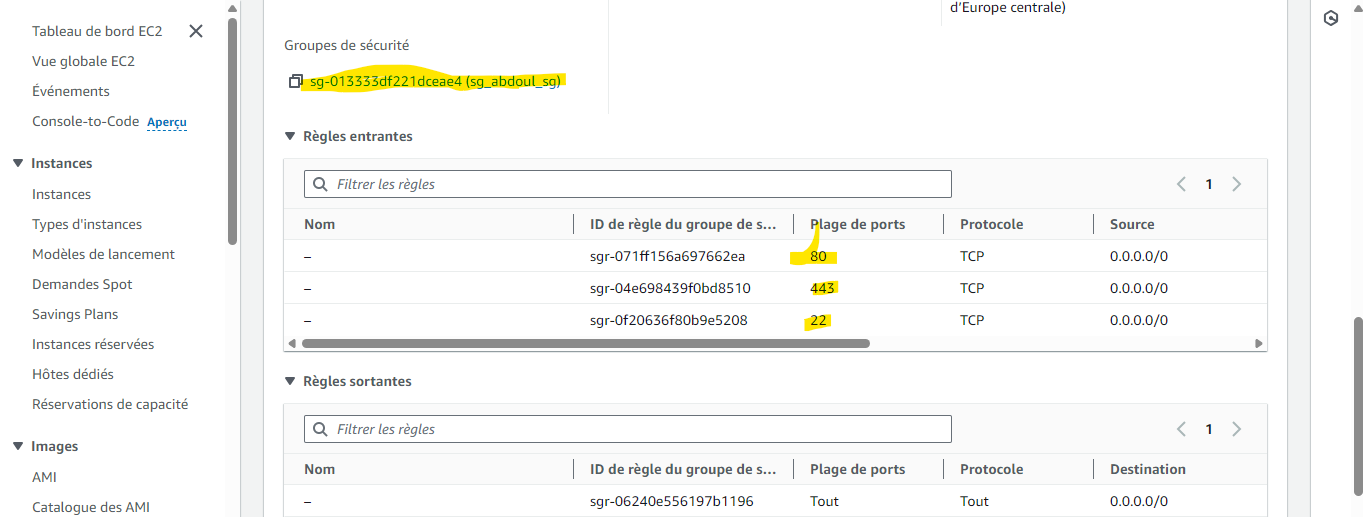 Tableau de bord EC2
Vue globale EC2
Événements
Console-to-Code Aperçu
Instances
Instances
Types d'instances
Modèles de lancement
Demandes Spot
Savings Plans
Instances réservées
Hôtes dédiés
Réservations de capacité
Images
AMI
Catalogue des AMI
d'Europe centrale)
Groupes de sécurité
sg-013333df221dceae4 (sg_abdoul_sg)
Règles entrantes
Filtrer les règles
1
Nom ID de règle du groupe de s... Plage de ports Protocole Source
– sgr-071ff156a697662ea 80 TCP 0.0.0.0/0
– sgr-04e698439f0bd8510 443 TCP 0.0.0.0/0
– sgr-0f20636f80b9e5208 22 TCP 0.0.0.0/0
Règles sortantes
Filtrer les règles
1
Nom ID de règle du groupe de s... Plage de ports Protocole Destination
– sgr-06240e556197b1196 Tout Tout 0.0.0.0/0